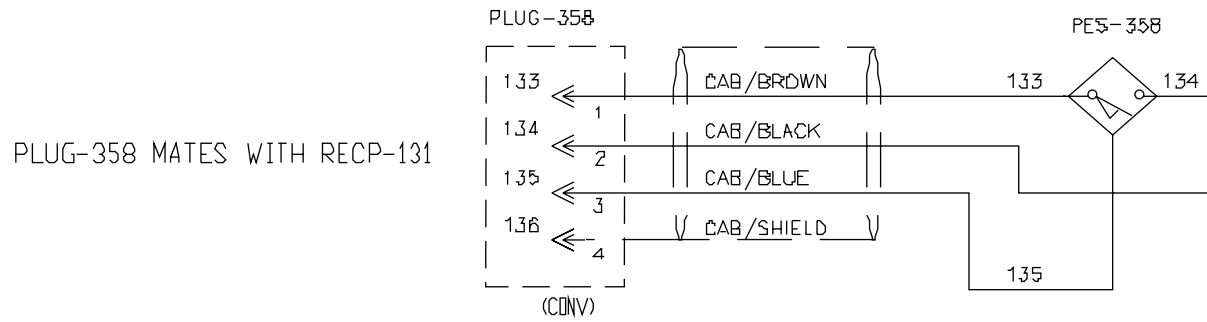 PLUG-358
PES-358
133
CAB/BROWN
133
134
1
134
CAB/BLACK
2
PLUG-358 MATES WITH RECP-131
135
CAB/BLUE
3
136
CAB/SHIELD
4
135
(CONV)